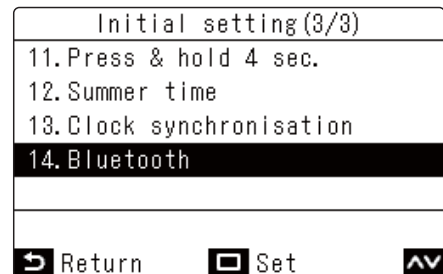 Initial setting(3/3)
11.Press & hold 4 sec.
12.Summer time
13.Clock synchronisation
14.Bluetooth
Return Set